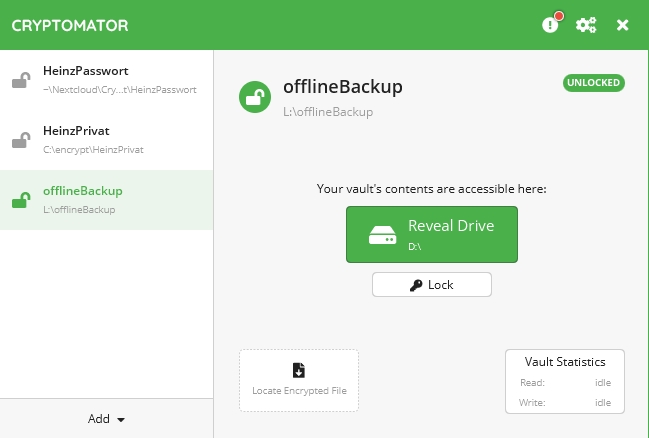 CRYPTOMATOR
HeinzPasswort
~\Nextcloud\Cry...t\HeinzPasswort
HeinzPrivat
C:\encrypt\HeinzPrivat
offlineBackup
L:\offlineBackup
Add
offlineBackup
UNLOCKED
L:\offlineBackup
Your vault's contents are accessible here:
Reveal Drive
D:\
Lock
Locate Encrypted File
Vault Statistics
Read: idle
Write: idle